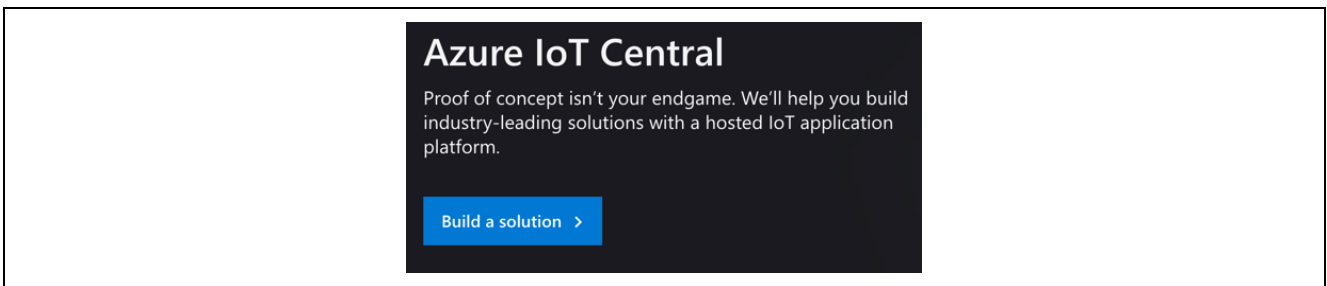 Azure IoT Central
Proof of concept isn’t your endgame. We’ll help you build
industry-leading solutions with a hosted IoT application
platform.
Build a solution >